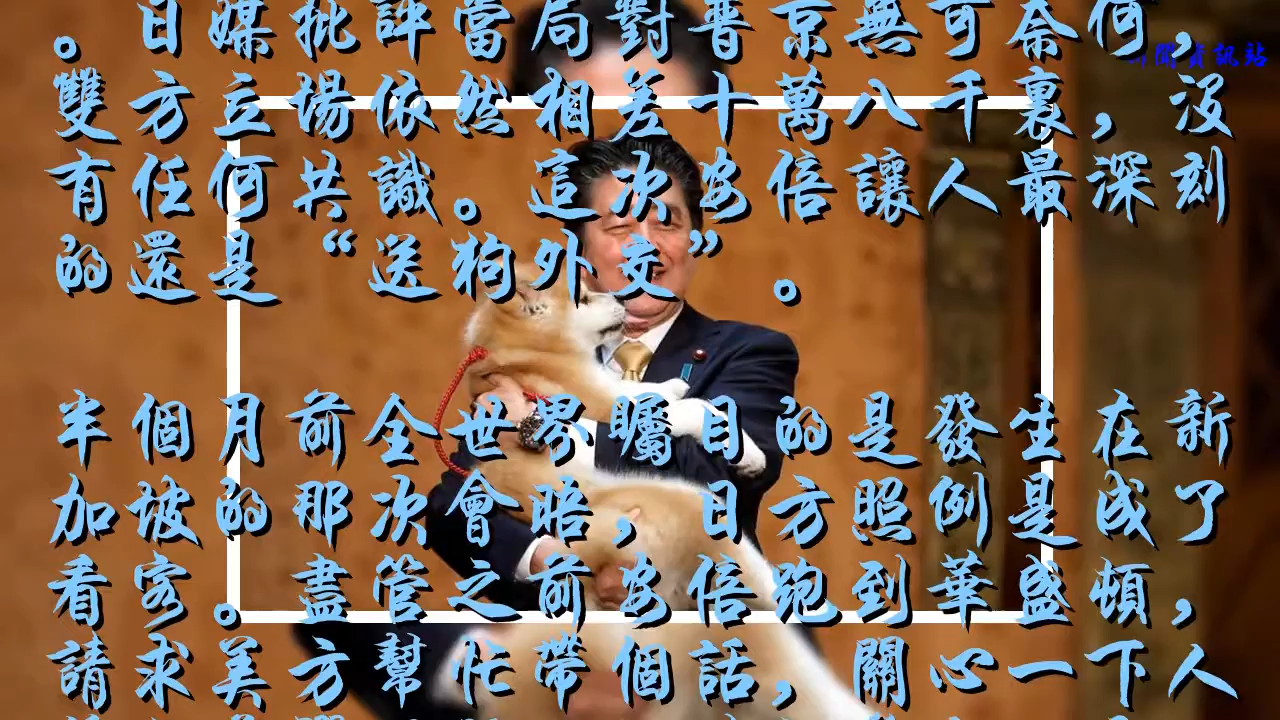 。日媒批評當局對普京無可奈何，
聞資訊站
雙方立場依然相差十萬八千裏，沒
有任何共識。這次安倍讓人最深刻
的還是“送狗外交”。
半個月前全世界矚目的是發生在新
加坡的那次會晤，日方照例是成了
看客。盡管之前安倍跑到華盛頓，
請求美方幫忙帶個話，關心一下人